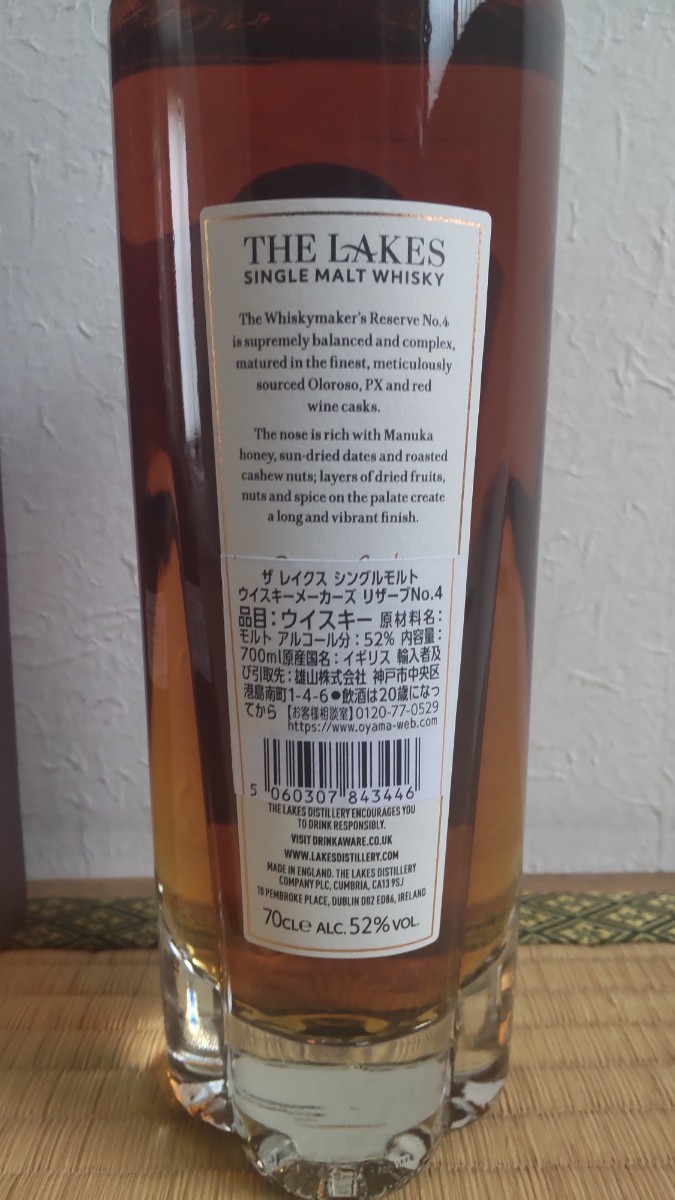 THE LAKES
SINGLE MALT WHISKY
The Whiskymaker's Reserve No.4
is supremely balanced and complex,
matured in the finest, meticulously
sourced Oloroso, PX and red
wine casks.
The nose is rich with Manuka
honey, sun-dried dates and roasted
cashew nuts; layers of dried fruits,
nuts and spice on the palate create
a long and vibrant finish.
ザ レイクス シングルモルト
ウイスキーメーカーズ リザーブNo.4
品目：ウイスキー 原材料名：
モルト アルコール分：52% 内容量：
700ml原産国名：イギリス 輸入者及
び引取先：雄山株式会社 神戸市中央区
港島南町1-4-6●飲酒は20歳になっ
てから 【お客様相談室】0120-77-0529
https://www.oyama-web.com
5 060307 843446
THE LAKES DISTILLERY ENCOURAGES YOU
TO DRINK RESPONSIBLY.
VISIT DRINKAWARE.CO.UK
WWW.LAKESDISTILLERY.COM
MADE IN ENGLAND. THE LAKES DISTILLERY
COMPANY PLC, CUMBRIA, CA13 9SJ
10 PEMBROKE PLACE, DUBLIN D02 ED86, IRELAND
70CLe ALC. 52% VOL.